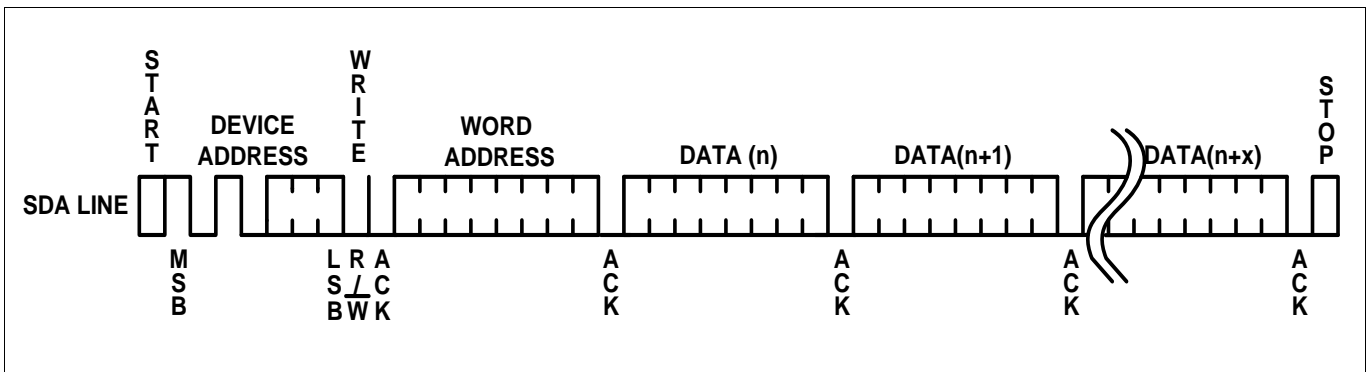 START
WRITE
STOP
DEVICE
ADDRESS
WORD
ADDRESS
DATA (n)
DATA(n+1)
DATA(n+x)
SDA LINE
MSB
LSB
R/W
ACK
ACK
ACK
ACK
ACK